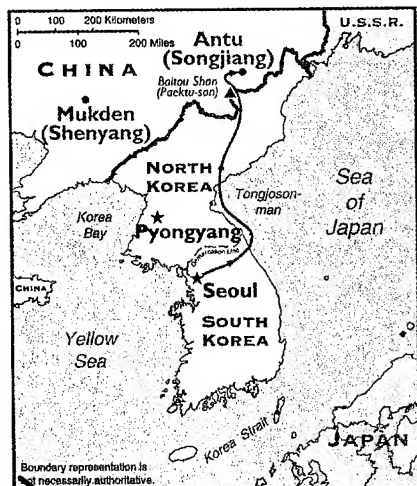 0 100 200 Kilometers
0 100 200 Miles
U.S.S.R.
Antu
(Songjiang)
Baitou Shan
(Paektu-san)
CHINA
Mukden
(Shenyang)
NORTH
KOREA
Tongjoson-
man
Sea
of
Japan
Korea
Bay
Pyongyang
Demarcation Line
CHINA
Seoul
Yellow
Sea
SOUTH
KOREA
Korea Strait
JAPAN
Boundary representation is
not necessarily authoritative.